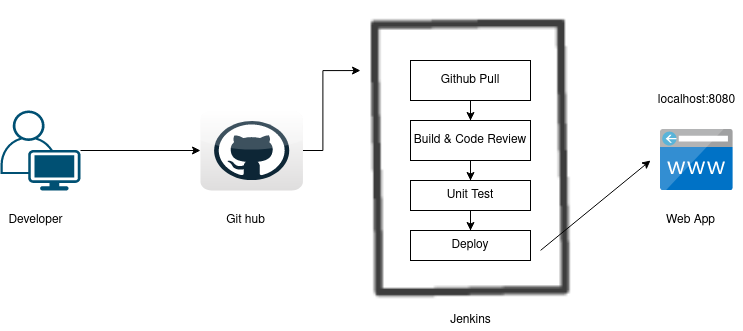 localhost:8080
Github Pull
Build & Code Review
Unit Test
Deploy
WWW
Developer
Git hub
Web App
Jenkins